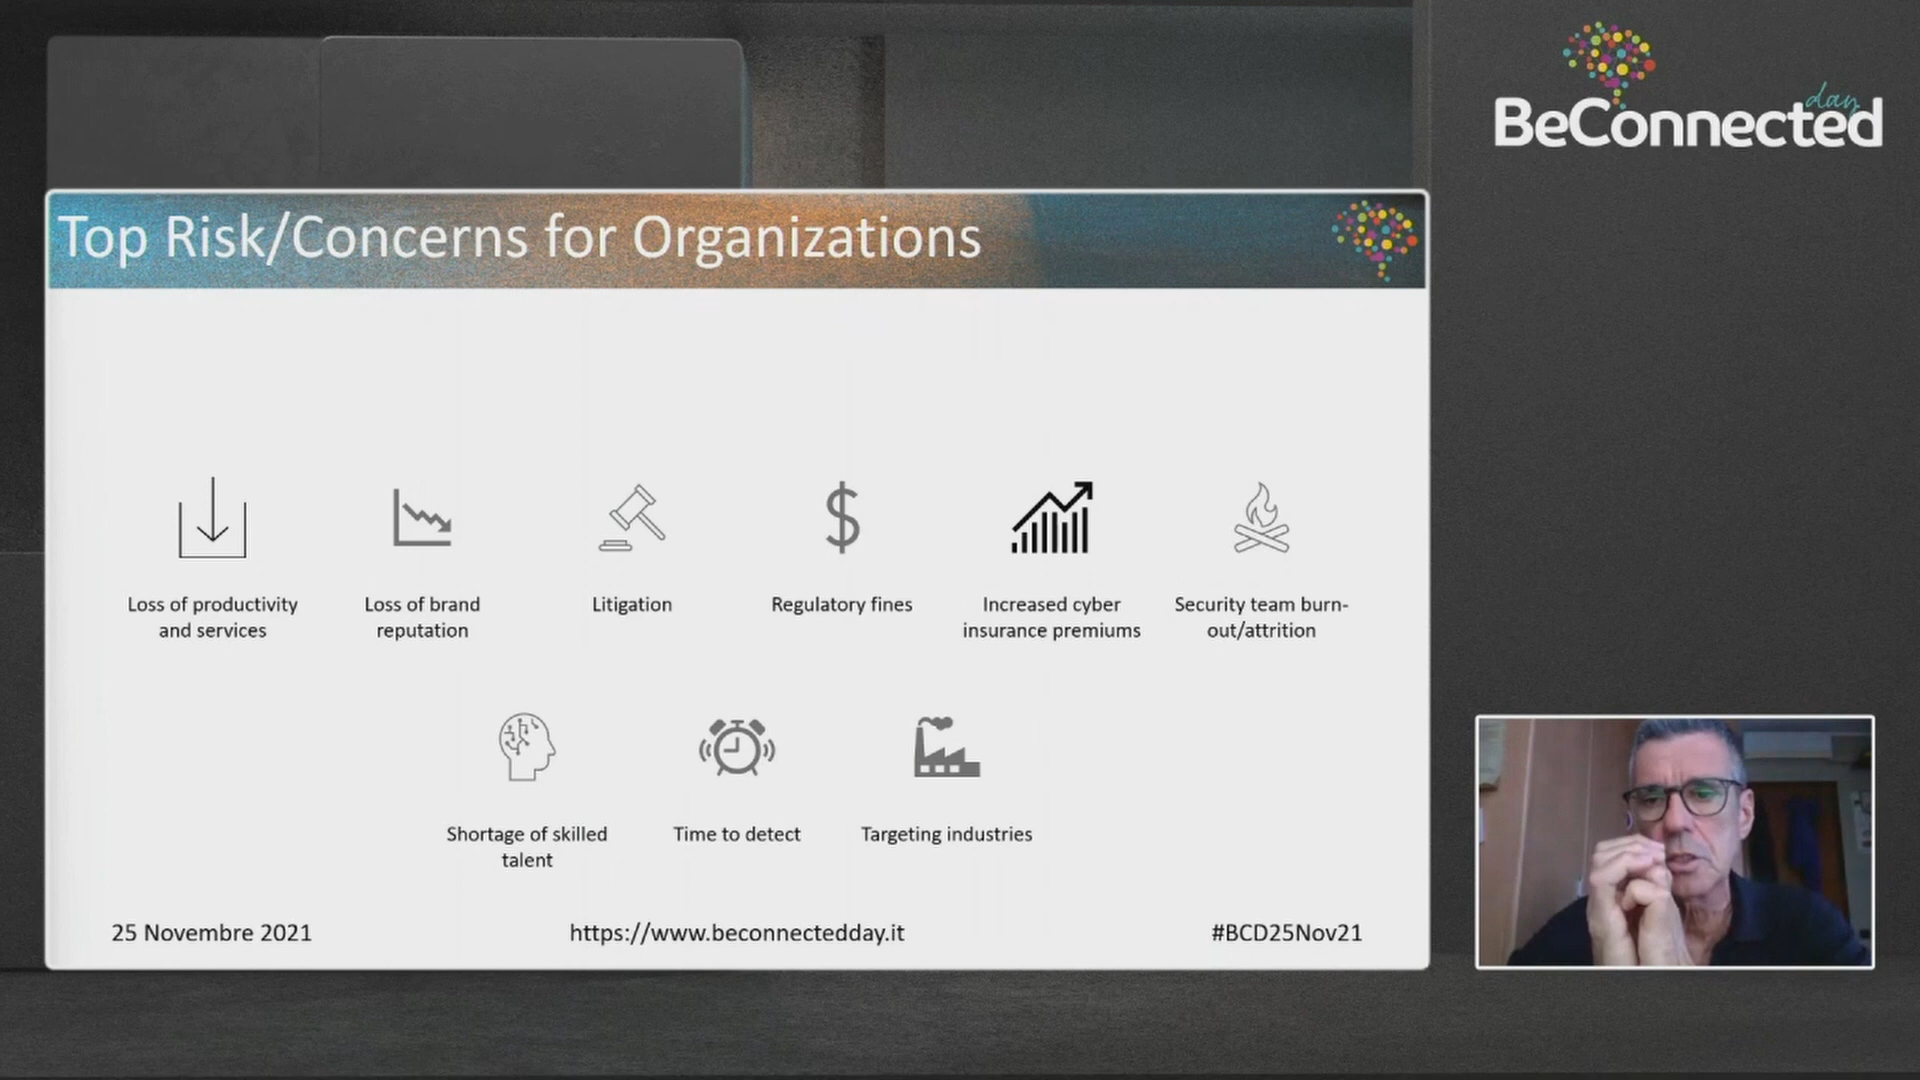 BeConnected
day
Top Risk/Concerns for Organizations
Loss of productivity
and services
Loss of brand
reputation
Litigation
Regulatory fines
Increased cyber
insurance premiums
Security team burn-
out/attrition
Shortage of skilled
talent
Time to detect
Targeting industries
25 Novembre 2021
https://www.beconnectedday.it
#BCD25Nov21